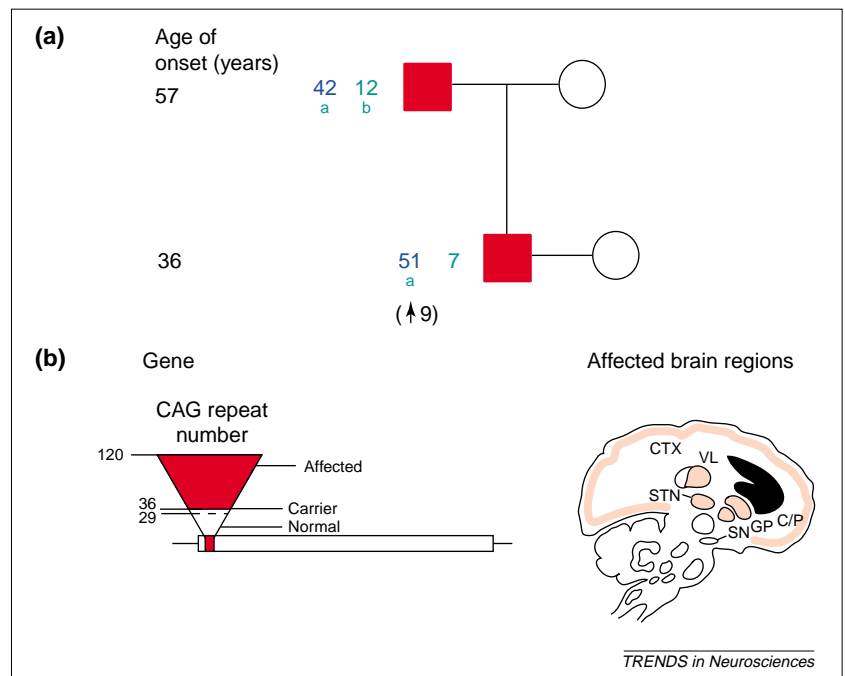 (a)
Age of
onset (years)
57
42 12
a b
36
51 7
a
(↑9)
(b)
Gene
Affected brain regions
CAG repeat
number
120
Affected
36
Carrier
29
Normal
CTX
VL
STN
SN
GP
C/P
TRENDS in Neurosciences